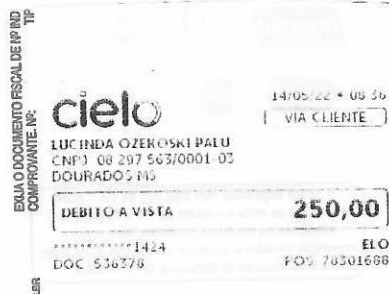 EXIJA O DOCUMENTO FISCAL DE Nº IND
COMPROVANTE. Nº: TIP
cielo
14/05/22 * 08 36
VIA CLIENTE
LUCINDA OZEKOSKI PALU
CNPJ 08 297 563/0001-03
DOURADOS MS
DEBITO A VISTA 250,00
************1424 ELO
DOC 536378 POS 78301688